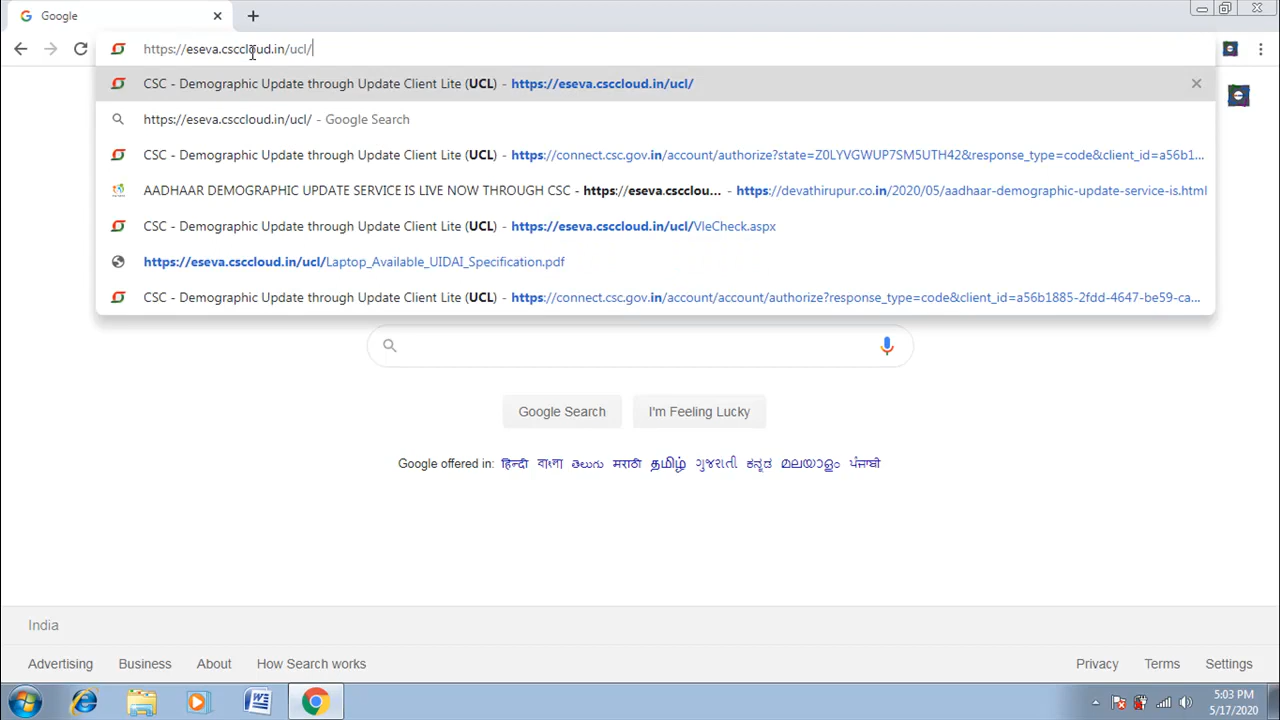 Google
https://eseva.csccloud.in/ucl/
CSC - Demographic Update through Update Client Lite (UCL) - https://eseva.csccloud.in/ucl/
https://eseva.csccloud.in/ucl/ - Google Search
CSC - Demographic Update through Update Client Lite (UCL) - https://connect.csc.gov.in/account/authorize?state=Z0LYVGWUP7SM5UTH42&response_type=code&client_id=a56b1...
AADHAAR DEMOGRAPHIC UPDATE SERVICE IS LIVE NOW THROUGH CSC - https://eseva.cscclou... - https://devathirupur.co.in/2020/05/aadhaar-demographic-update-service-is.html
CSC - Demographic Update through Update Client Lite (UCL) - https://eseva.csccloud.in/ucl/VleCheck.aspx
https://eseva.csccloud.in/ucl/Laptop_Available_UIDAI_Specification.pdf
CSC - Demographic Update through Update Client Lite (UCL) - https://connect.csc.gov.in/account/account/authorize?response_type=code&client_id=a56b1885-2fdd-4647-be59-ca...
Google Search
I'm Feeling Lucky
Google offered in: हिन्दी বাংলা తెలుగు मराठी தமிழ் ગુજરાતી ಕನ್ನಡ മലയാളം ਪੰਜਾਬੀ
India
Advertising Business About How Search works
Privacy Terms Settings
5:03 PM
5/17/2020